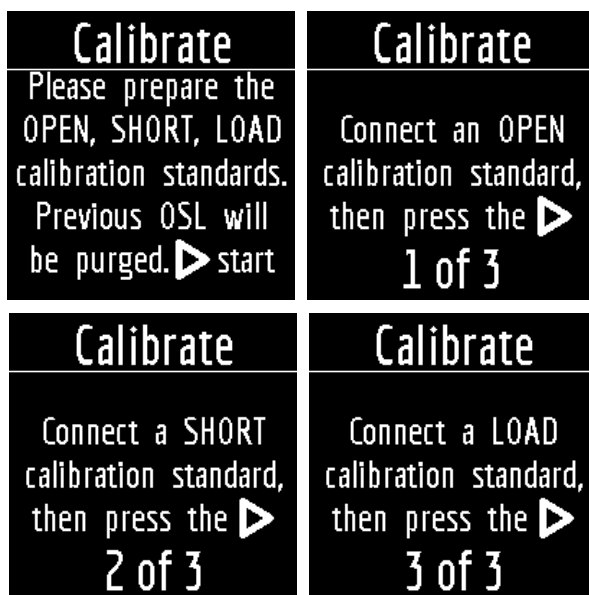 Calibrate
Please prepare the
OPEN, SHORT, LOAD
calibration standards.
Previous OSL will
be purged. ▷ start
Calibrate
Connect an OPEN
calibration standard,
then press the ▷
1 of 3
Calibrate
Connect a SHORT
calibration standard,
then press the ▷
2 of 3
Calibrate
Connect a LOAD
calibration standard,
then press the ▷
3 of 3